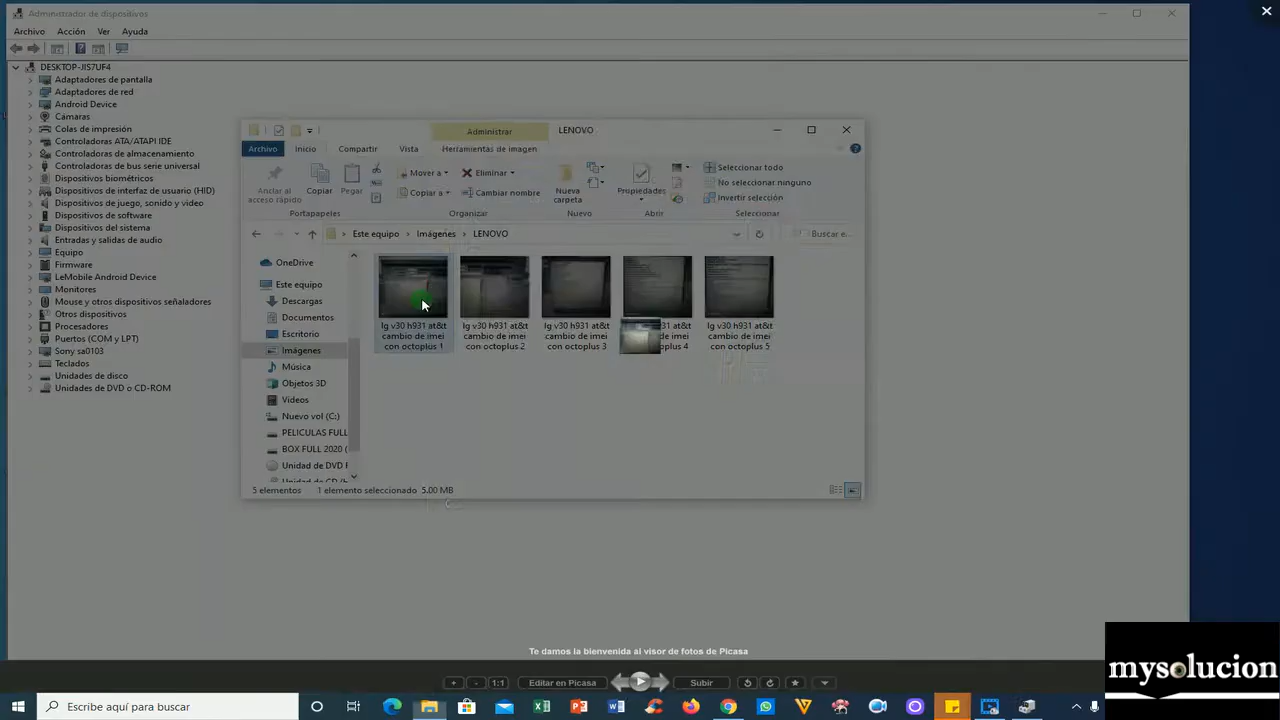 Administrador de dispositivos
Archivo Acción Ver Ayuda
DESKTOP-JIS7UF4
Adaptadores de pantalla
Adaptadores de red
Android Device
Cámaras
Colas de impresión
Controladoras ATA/ATAPI IDE
Controladoras de almacenamiento
Controladoras de bus serie universal
Dispositivos biométricos
Dispositivos de interfaz de usuario (HID)
Dispositivos de juego, sonido y vídeo
Dispositivos de software
Dispositivos del sistema
Entradas y salidas de audio
Equipo
Firmware
LeMobile Android Device
Monitores
Mouse y otros dispositivos señaladores
Otros dispositivos
Procesadores
Puertos (COM y LPT)
Sony sa0103
Teclados
Unidades de disco
Unidades de DVD o CD-ROM
Administrar LENOVO
Archivo Inicio Compartir Vista Herramientas de imagen
Anclar al acceso rápido
Copiar
Pegar
Mover a
Copiar a
Eliminar
Cambiar nombre
Nueva carpeta
Propiedades
Seleccionar todo
No seleccionar ninguno
Invertir selección
Portapapeles Organizar Nuevo Abrir Seleccionar
Este equipo > Imágenes > LENOVO
Buscar e...
OneDrive
Este equipo
Descargas
Documentos
Escritorio
Imágenes
Música
Objetos 3D
Videos
Nuevo vol (C:)
PELICULAS FULL
BOX FULL 2020 (
Unidad de DVD
lg v30 h931 at&t
cambio de imei
con octoplus 1
lg v30 h931 at&t
cambio de imei
con octoplus 2
lg v30 h931 at&t
cambio de imei
con octoplus 3
h931 at&t
de imei
plus 4
lg v30 h931 at&t
cambio de imei
con octoplus 5
5 elementos 1 elemento seleccionado 5.00 MB
Te damos la bienvenida al visor de fotos de Picasa
1:1 Editar en Picasa Subir
mysolucion
Escribe aquí para buscar